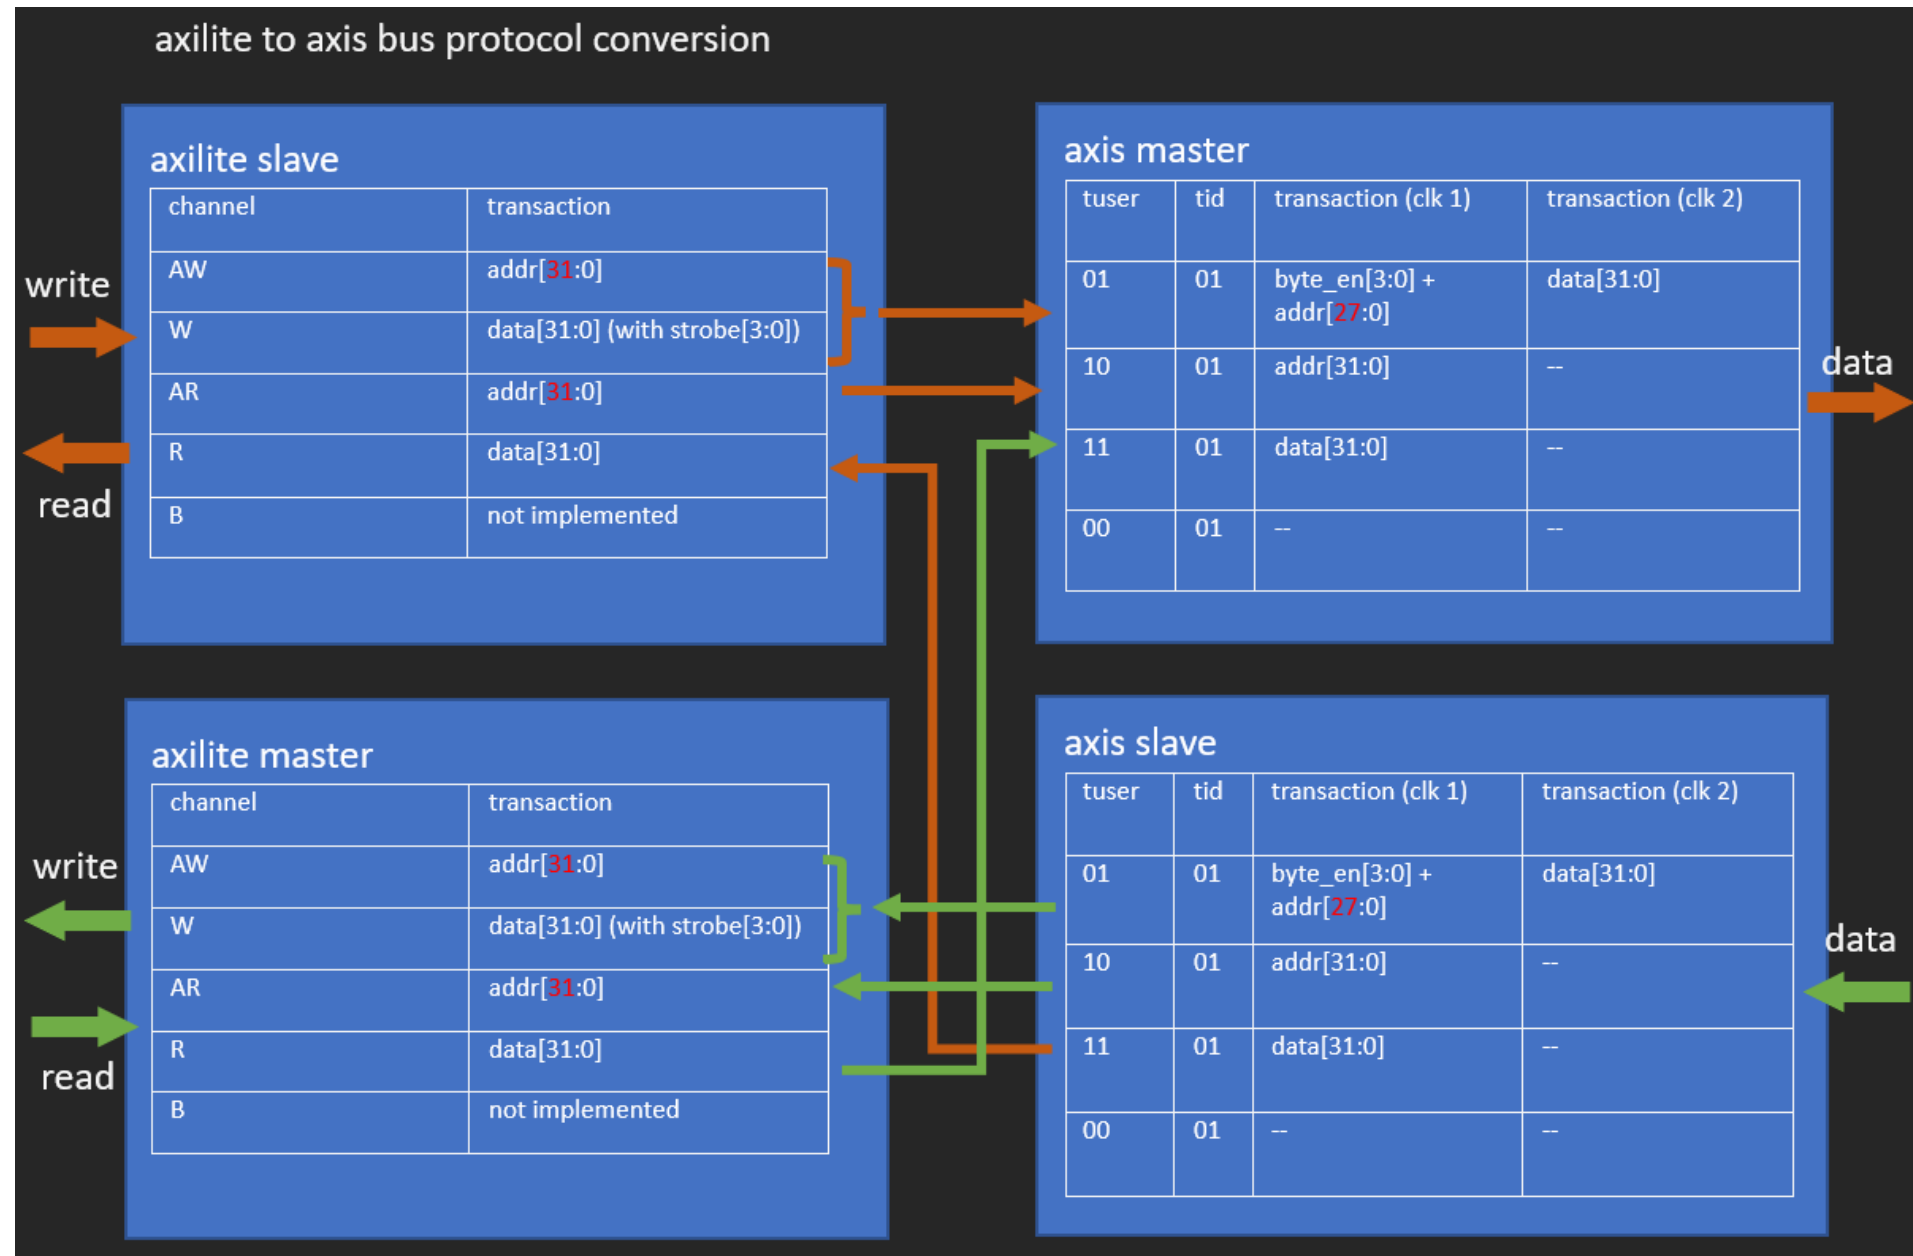 axilite to axis bus protocol conversion
axilite slave
channel transaction
AW addr[31:0]
W data[31:0] (with strobe[3:0])
AR addr[31:0]
R data[31:0]
B not implemented
write
read
axis master
tuser tid transaction (clk 1) transaction (clk 2)
01 01 byte_en[3:0] + data[31:0]
addr[27:0]
10 01 addr[31:0] --
11 01 data[31:0] --
00 01 -- --
data
axilite master
channel transaction
AW addr[31:0]
W data[31:0] (with strobe[3:0])
AR addr[31:0]
R data[31:0]
B not implemented
write
read
axis slave
tuser tid transaction (clk 1) transaction (clk 2)
01 01 byte_en[3:0] + data[31:0]
addr[27:0]
10 01 addr[31:0] --
11 01 data[31:0] --
00 01 -- --
data